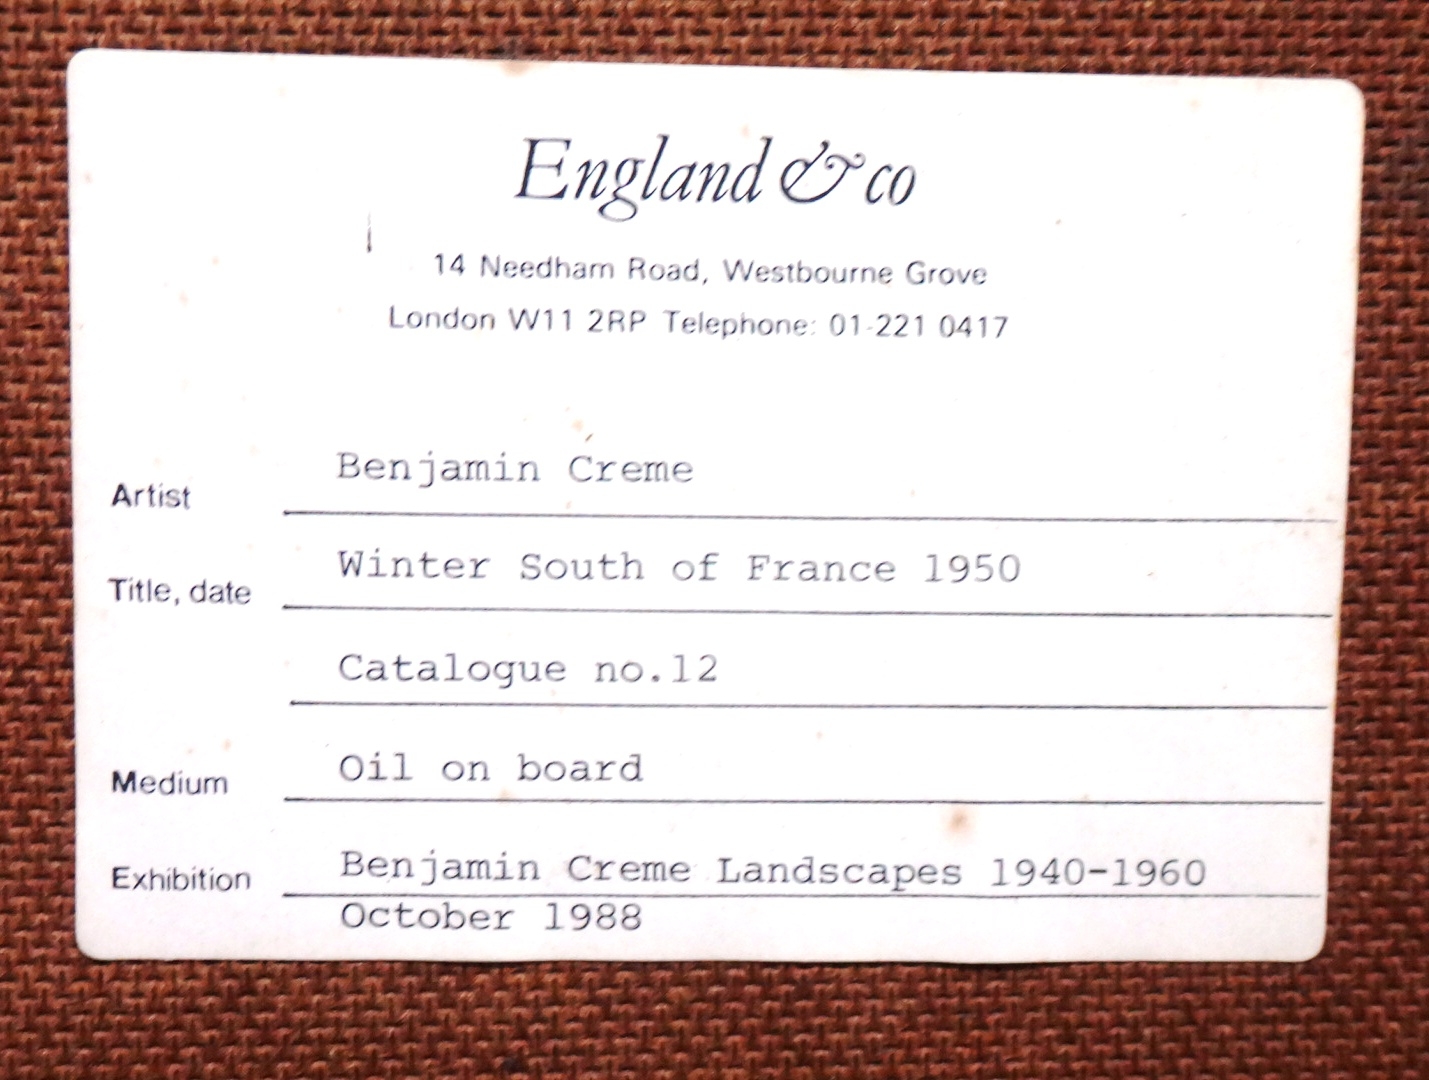 England & co
14 Needham Road, Westbourne Grove
London W11 2RP Telephone: 01-221 0417
Artist Benjamin Creme
Title, date Winter South of France 1950
Catalogue no.12
Medium Oil on board
Exhibition Benjamin Creme Landscapes 1940-1960
October 1988